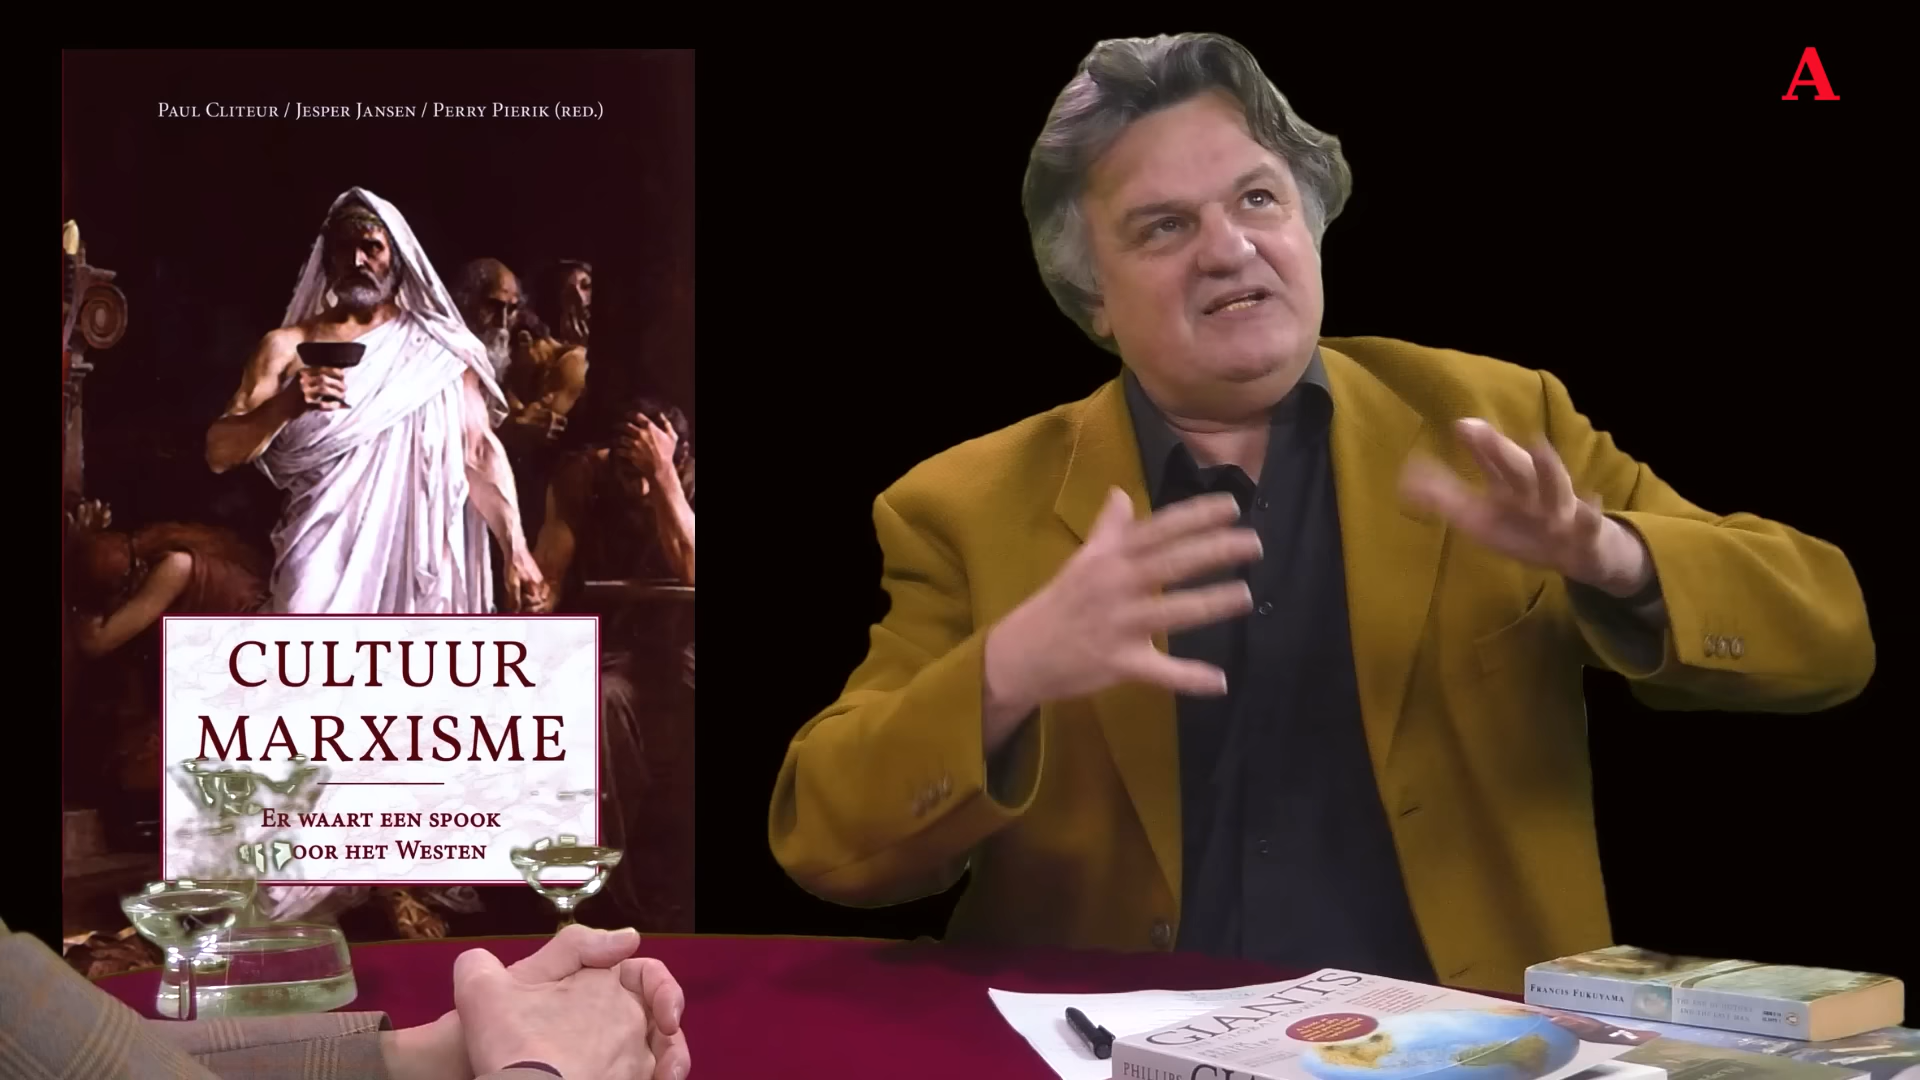 PAUL CLITEUR / JESPER JANSEN / PERRY PIERIK (RED.)
A
CULTUUR
MARXISME
ER WAART EEN SPOOK
OOR HET WESTEN
FRANCIS FUKUYAMA
GIANTS
PHILLIPS